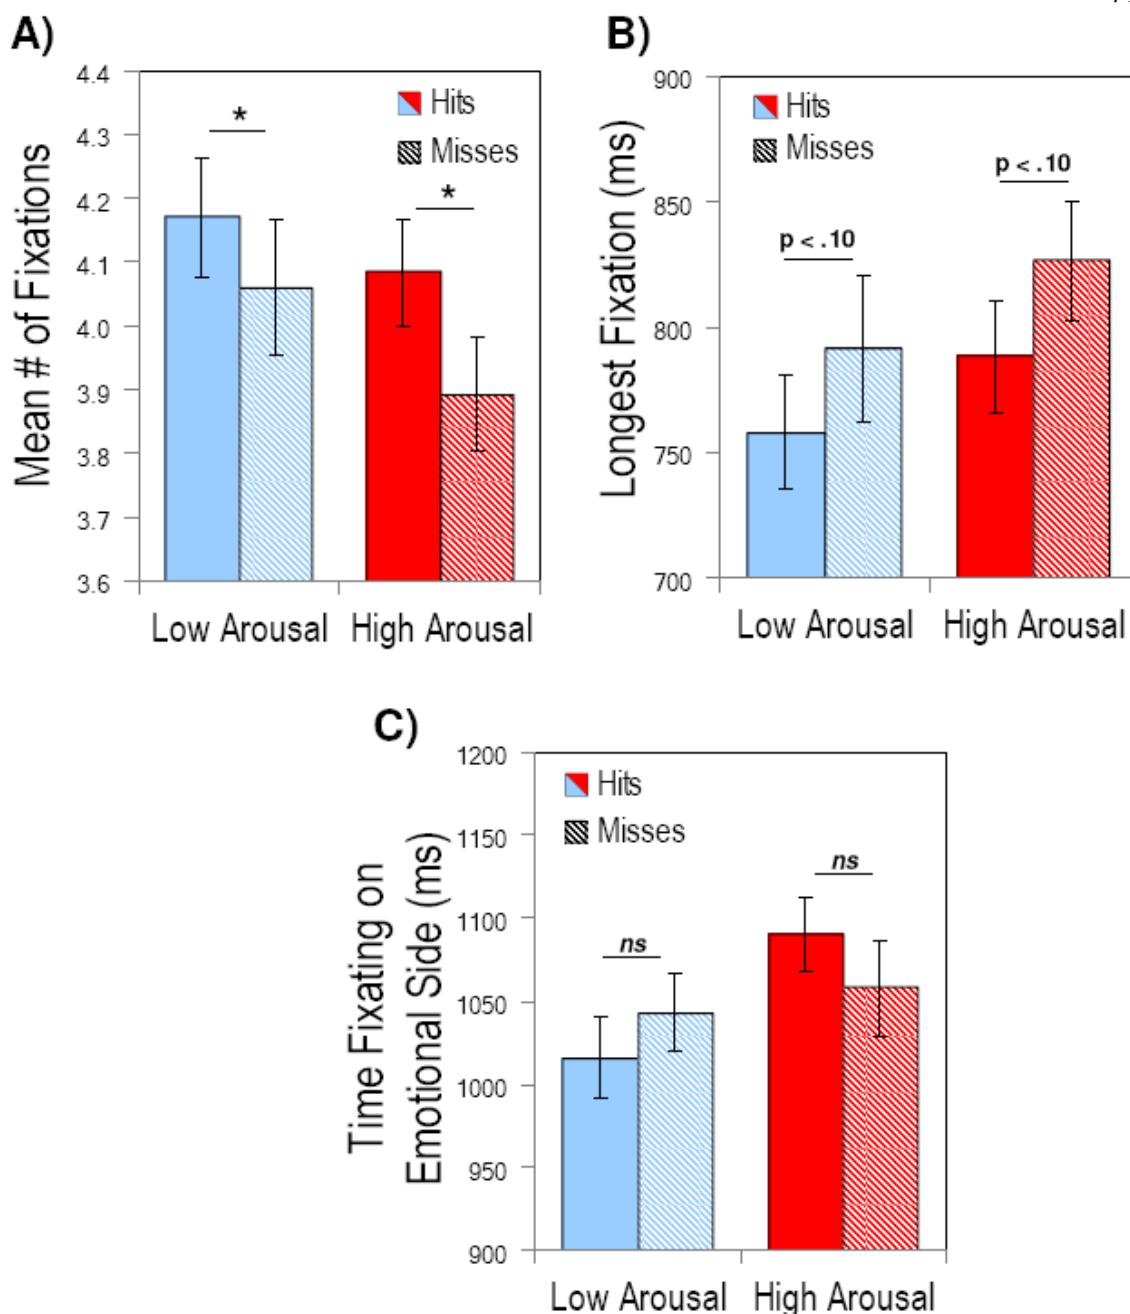 A)
Mean # of Fixations
4.4
4.3
4.2
4.1
4.0
3.9
3.8
3.7
3.6
Hits
Misses
*
*
Low Arousal High Arousal
B)
Longest Fixation (ms)
900
850
800
750
700
Hits
Misses
p < .10
p < .10
Low Arousal High Arousal
C)
Time Fixating on
Emotional Side (ms)
1200
1150
1100
1050
1000
950
900
Hits
Misses
ns
ns
Low Arousal High Arousal